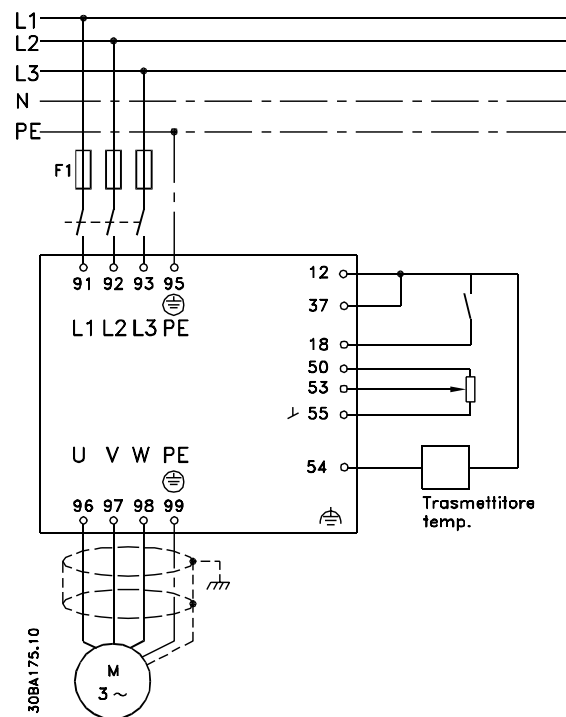 L1
L2
L3
N
PE
F1
91 92 93 95
L1 L2 L3 PE
12
37
18
50
53
55
54
U V W PE
96 97 98 99
Trasmettitore
temp.
M
3 ~
30BA175.10